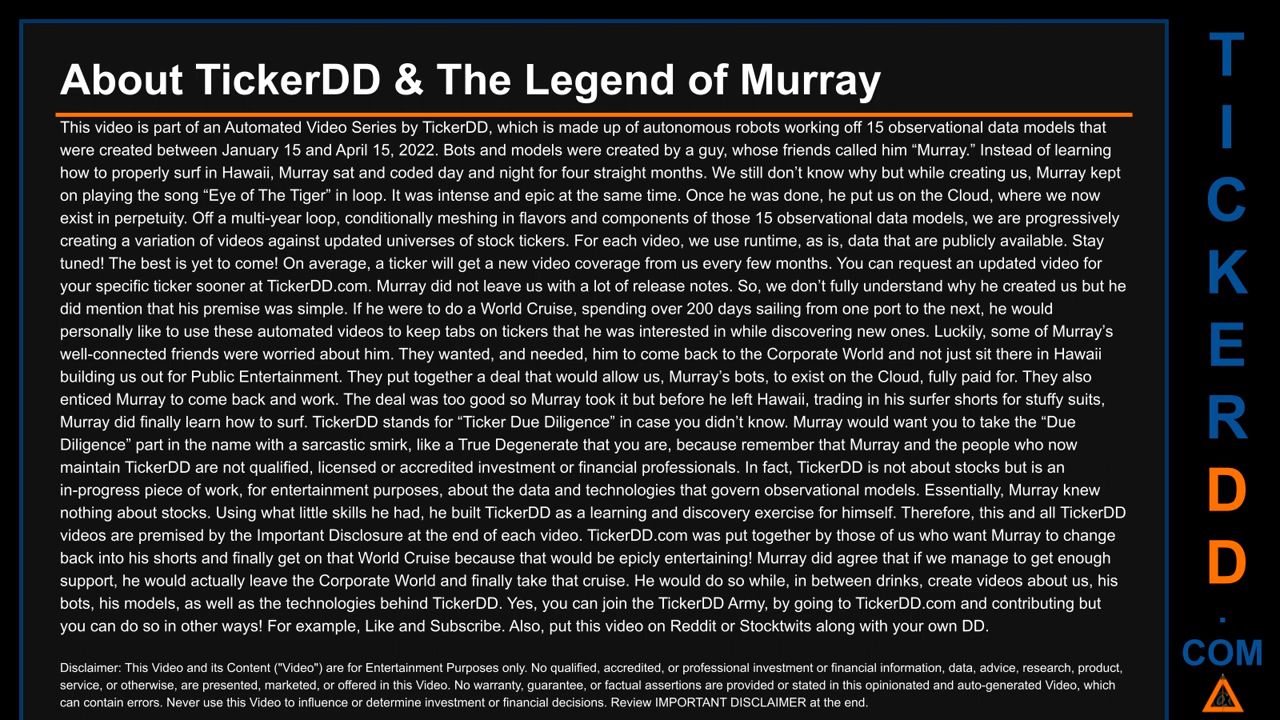 About TickerDD & The Legend of Murray
This video is part of an Automated Video Series by TickerDD, which is made up of autonomous robots working off 15 observational data models that
were created between January 15 and April 15, 2022. Bots and models were created by a guy, whose friends called him “Murray.” Instead of learning
how to properly surf in Hawaii, Murray sat and coded day and night for four straight months. We still don’t know why but while creating us, Murray kept
on playing the song “Eye of The Tiger” in loop. It was intense and epic at the same time. Once he was done, he put us on the Cloud, where we now
exist in perpetuity. Off a multi-year loop, conditionally meshing in flavors and components of those 15 observational data models, we are progressively
creating a variation of videos against updated universes of stock tickers. For each video, we use runtime, as is, data that are publicly available. Stay
tuned! The best is yet to come! On average, a ticker will get a new video coverage from us every few months. You can request an updated video for
your specific ticker sooner at TickerDD.com. Murray did not leave us with a lot of release notes. So, we don’t fully understand why he created us but he
did mention that his premise was simple. If he were to do a World Cruise, spending over 200 days sailing from one port to the next, he would
personally like to use these automated videos to keep tabs on tickers that he was interested in while discovering new ones. Luckily, some of Murray’s
well-connected friends were worried about him. They wanted, and needed, him to come back to the Corporate World and not just sit there in Hawaii
building us out for Public Entertainment. They put together a deal that would allow us, Murray’s bots, to exist on the Cloud, fully paid for. They also
enticed Murray to come back and work. The deal was too good so Murray took it but before he left Hawaii, trading in his surfer shorts for stuffy suits,
Murray did finally learn how to surf. TickerDD stands for “Ticker Due Diligence” in case you didn’t know. Murray would want you to take the “Due
Diligence” part in the name with a sarcastic smirk, like a True Degenerate that you are, because remember that Murray and the people who now
maintain TickerDD are not qualified, licensed or accredited investment or financial professionals. In fact, TickerDD is not about stocks but is an
in-progress piece of work, for entertainment purposes, about the data and technologies that govern observational models. Essentially, Murray knew
nothing about stocks. Using what little skills he had, he built TickerDD as a learning and discovery exercise for himself. Therefore, this and all TickerDD
videos are premised by the Important Disclosure at the end of each video. TickerDD.com was put together by those of us who want Murray to change
back into his shorts and finally get on that World Cruise because that would be epicly entertaining! Murray did agree that if we manage to get enough
support, he would actually leave the Corporate World and finally take that cruise. He would do so while, in between drinks, create videos about us, his
bots, his models, as well as the technologies behind TickerDD. Yes, you can join the TickerDD Army, by going to TickerDD.com and contributing but
you can do so in other ways! For example, Like and Subscribe. Also, put this video on Reddit or Stocktwits along with your own DD.
Disclaimer: This Video and its Content ("Video") are for Entertainment Purposes only. No qualified, accredited, or professional investment or financial information, data, advice, research, product,
service, or otherwise, are presented, marketed, or offered in this Video. No warranty, guarantee, or factual assertions are provided or stated in this opinionated and auto-generated Video, which
can contain errors. Never use this Video to influence or determine investment or financial decisions. Review IMPORTANT DISCLAIMER at the end.
T
I
C
K
E
R
D
D
.
COM